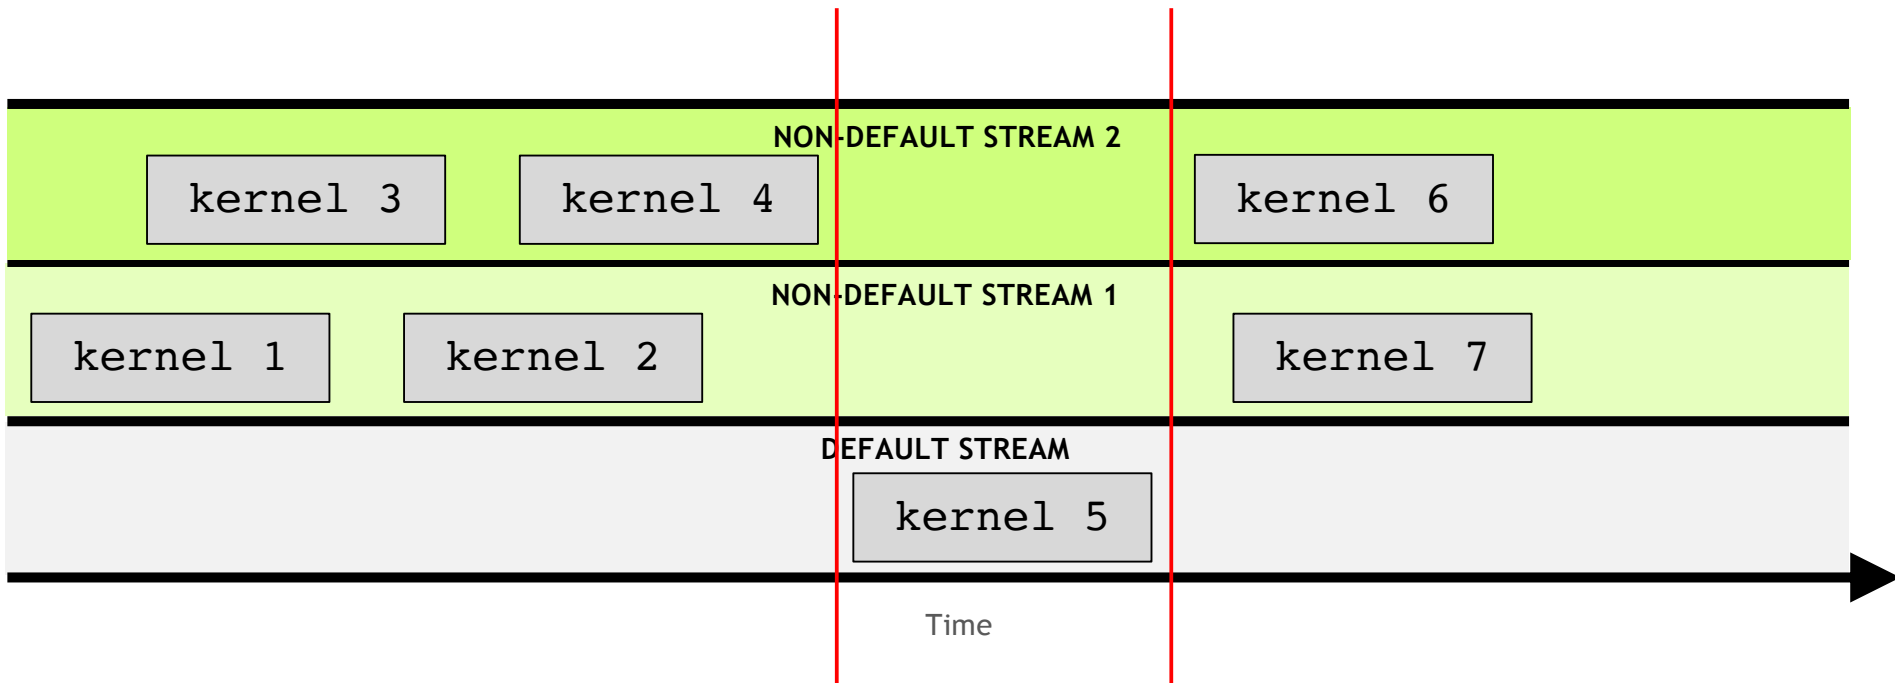 NON-DEFAULT STREAM 2
kernel 3
kernel 4
kernel 6
NON-DEFAULT STREAM 1
kernel 1
kernel 2
kernel 7
DEFAULT STREAM
kernel 5
Time